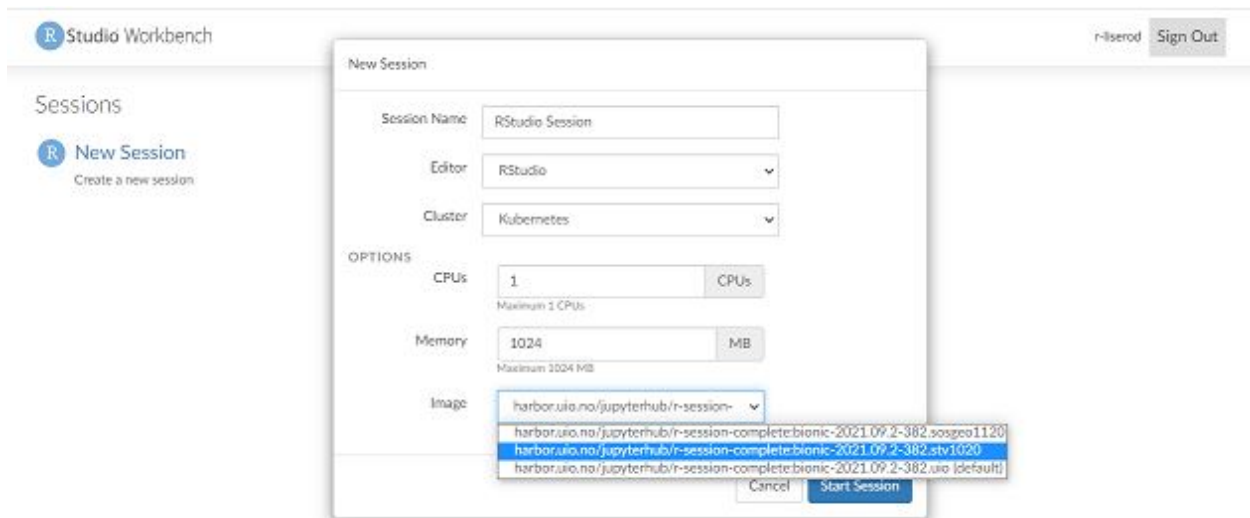 R Studio Workbench
r-liserod Sign Out
Sessions
R New Session
Create a new session
New Session
Session Name RStudio Session
Editor RStudio
Cluster Kubernetes
OPTIONS
CPUs 1 CPUs
Maximum 1 CPUs
Memory 1024 MB
Maximum 1024 MB
Image harbor.uio.no/jupyterhub/r-session-
harbor.uio.no/jupyterhub/r-session-complete:bionic-2021.09.2-382.sosgeo1120
harbor.uio.no/jupyterhub/r-session-complete:bionic-2021.09.2-382.stv1020
harbor.uio.no/jupyterhub/r-session-complete:bionic-2021.09.2-382.uio (default)
Cancel Start Session